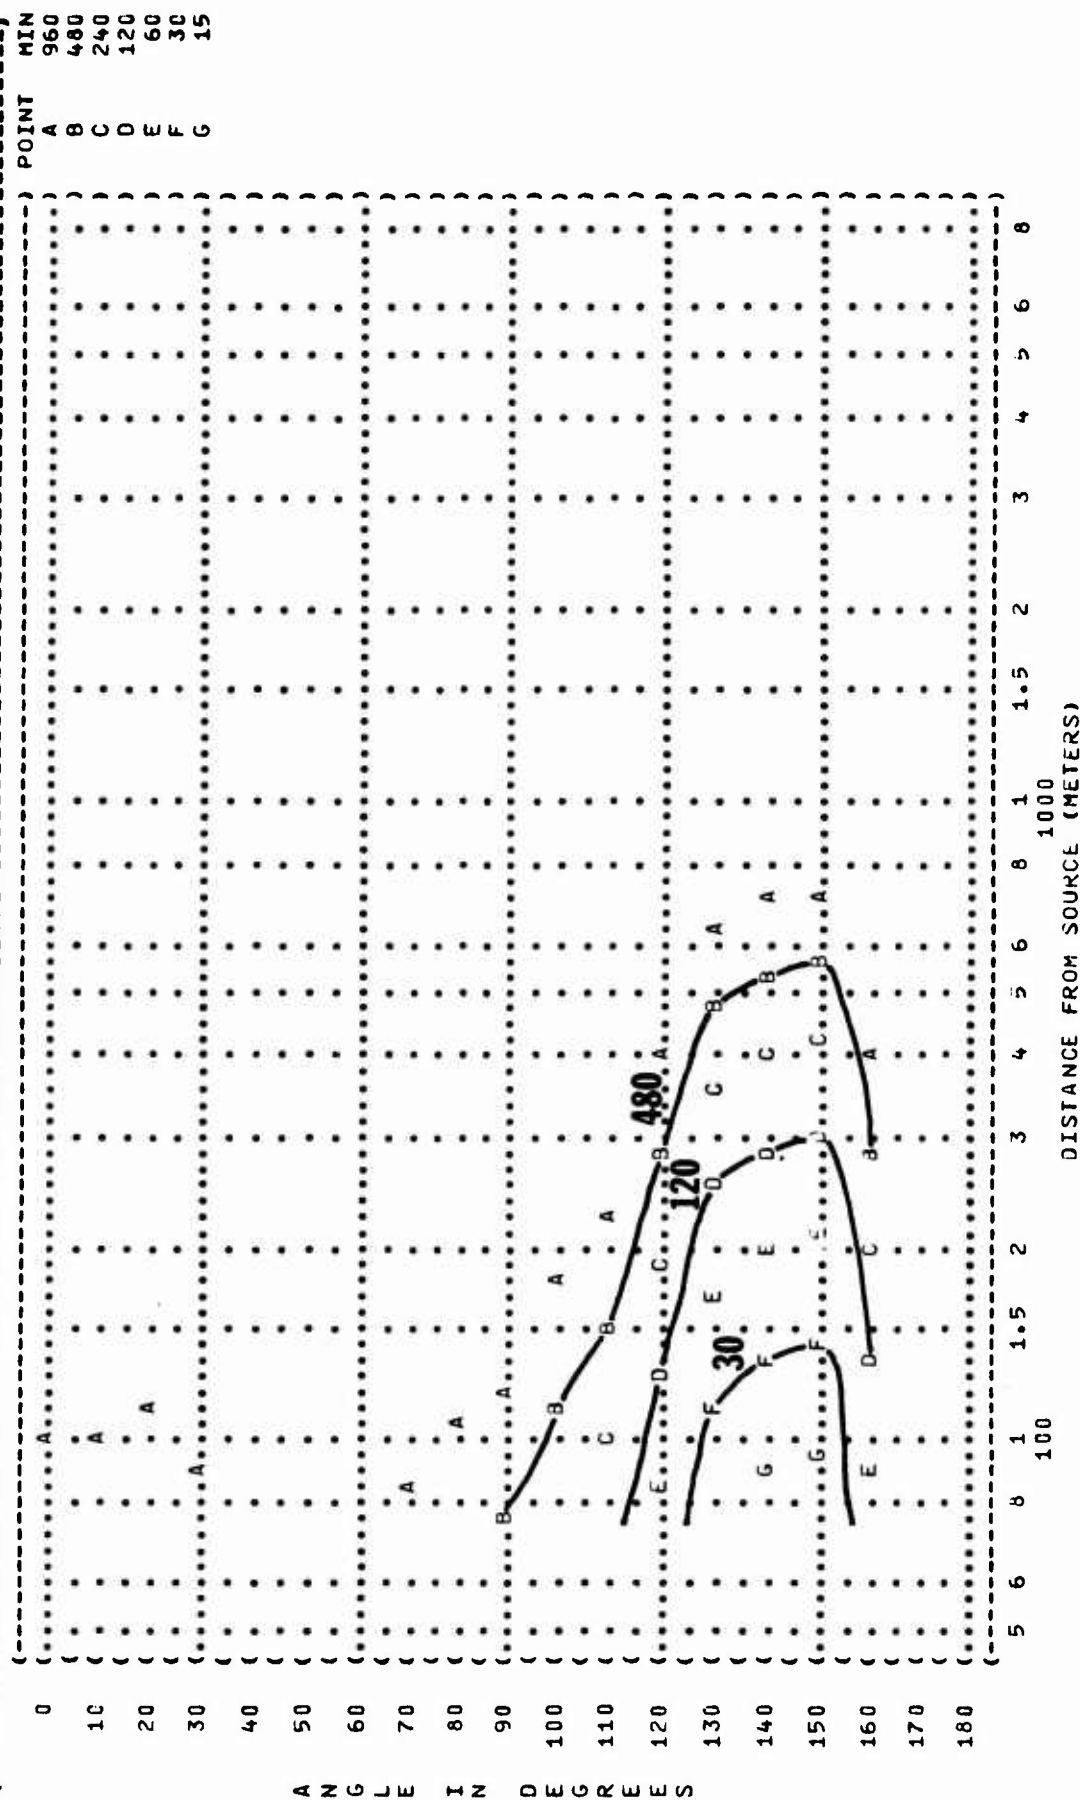 POINT MIN
A 960
B 480
C 240
D 120
E 60
F 30
G 15
0 A
10 A
20 A
30 A
40
50
60
70 A
80 A
90 B A
100 B A
110 C B A
120 E D C B A
130 F E D C B A
140 G F E D C B A
150 G F E C B A
160 E D C B A
170
180
480
120
30
ANGLE IN DEGREES
5 6 8 1 1.5 2 3 4 5 6 8 1 1.5 2 3 4 5 6 8
100 1000
DISTANCE FROM SOURCE (METERS)